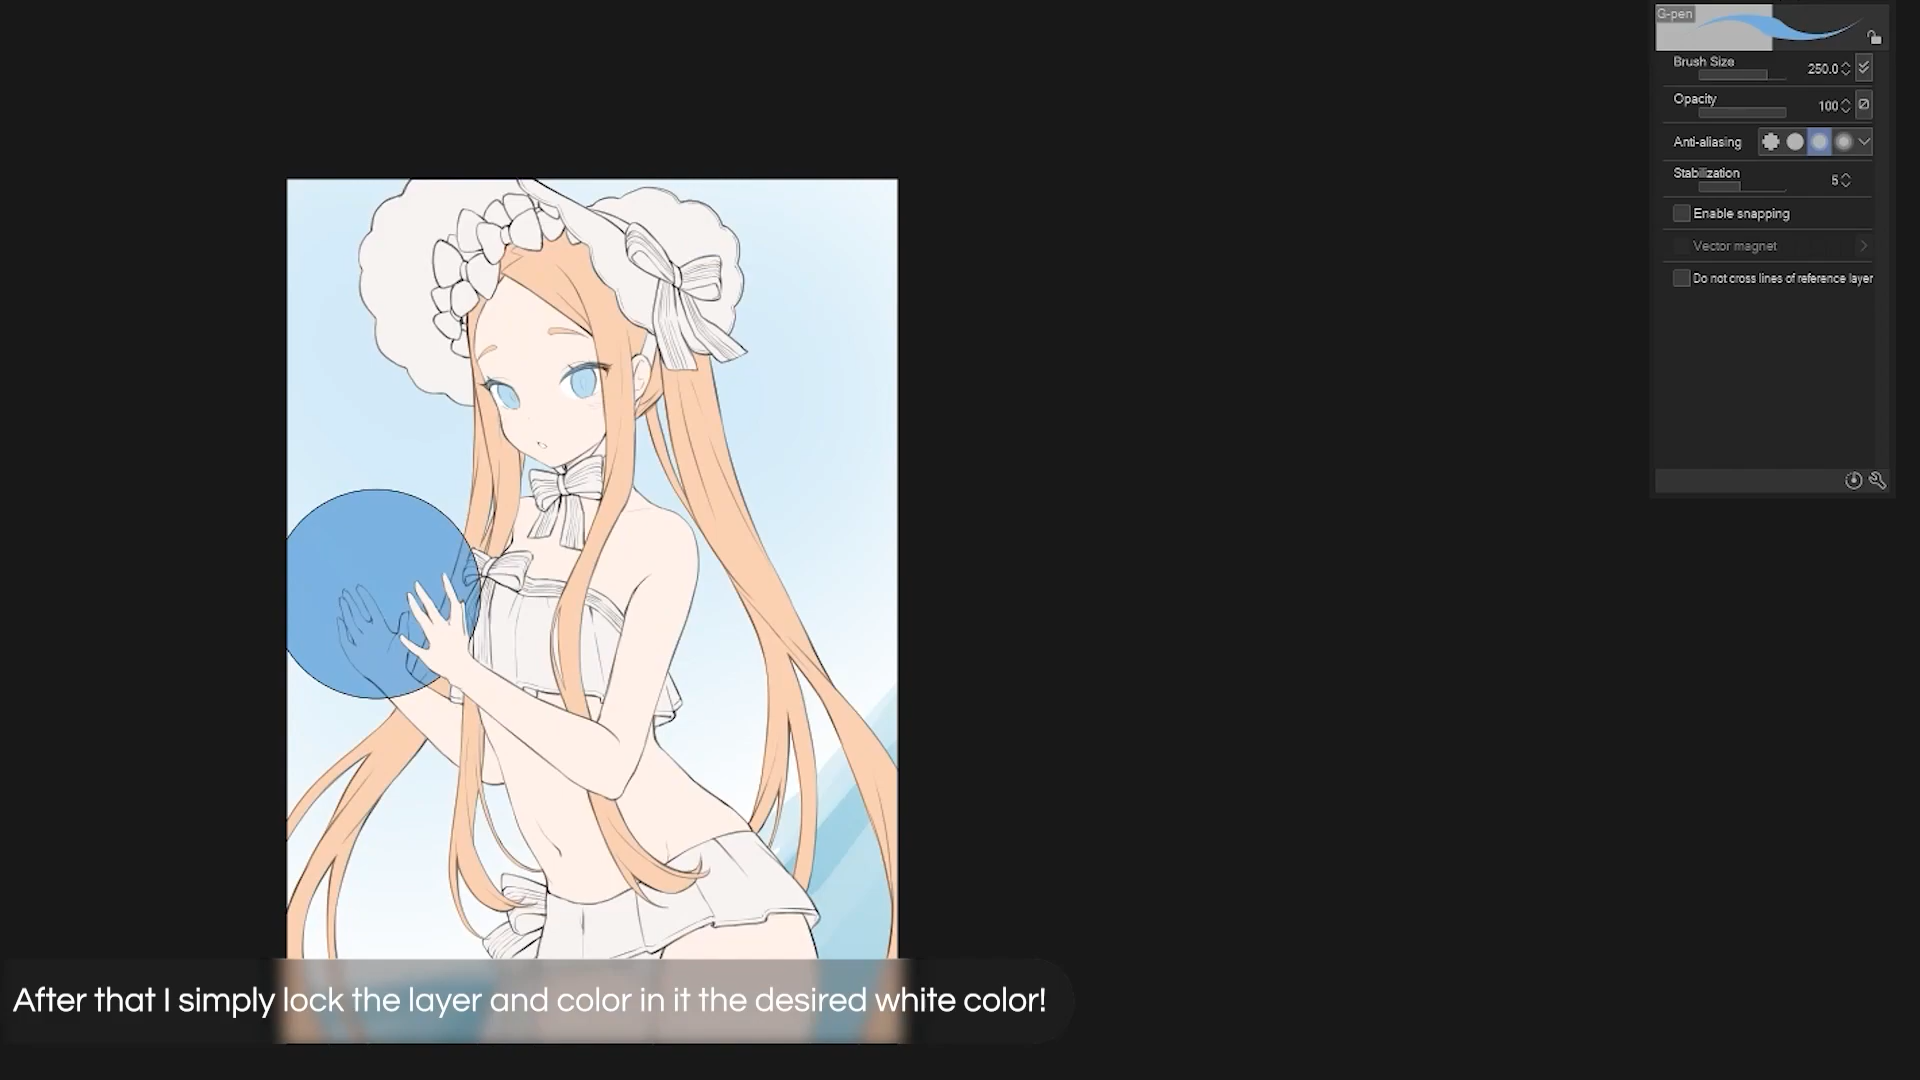 G-pen
Brush Size 250.0
Opacity 100
Anti-aliasing
Stabilization 5
Enable snapping
Vector magnet
Do not cross lines of reference layer
After that I simply lock the layer and color in it the desired white color!